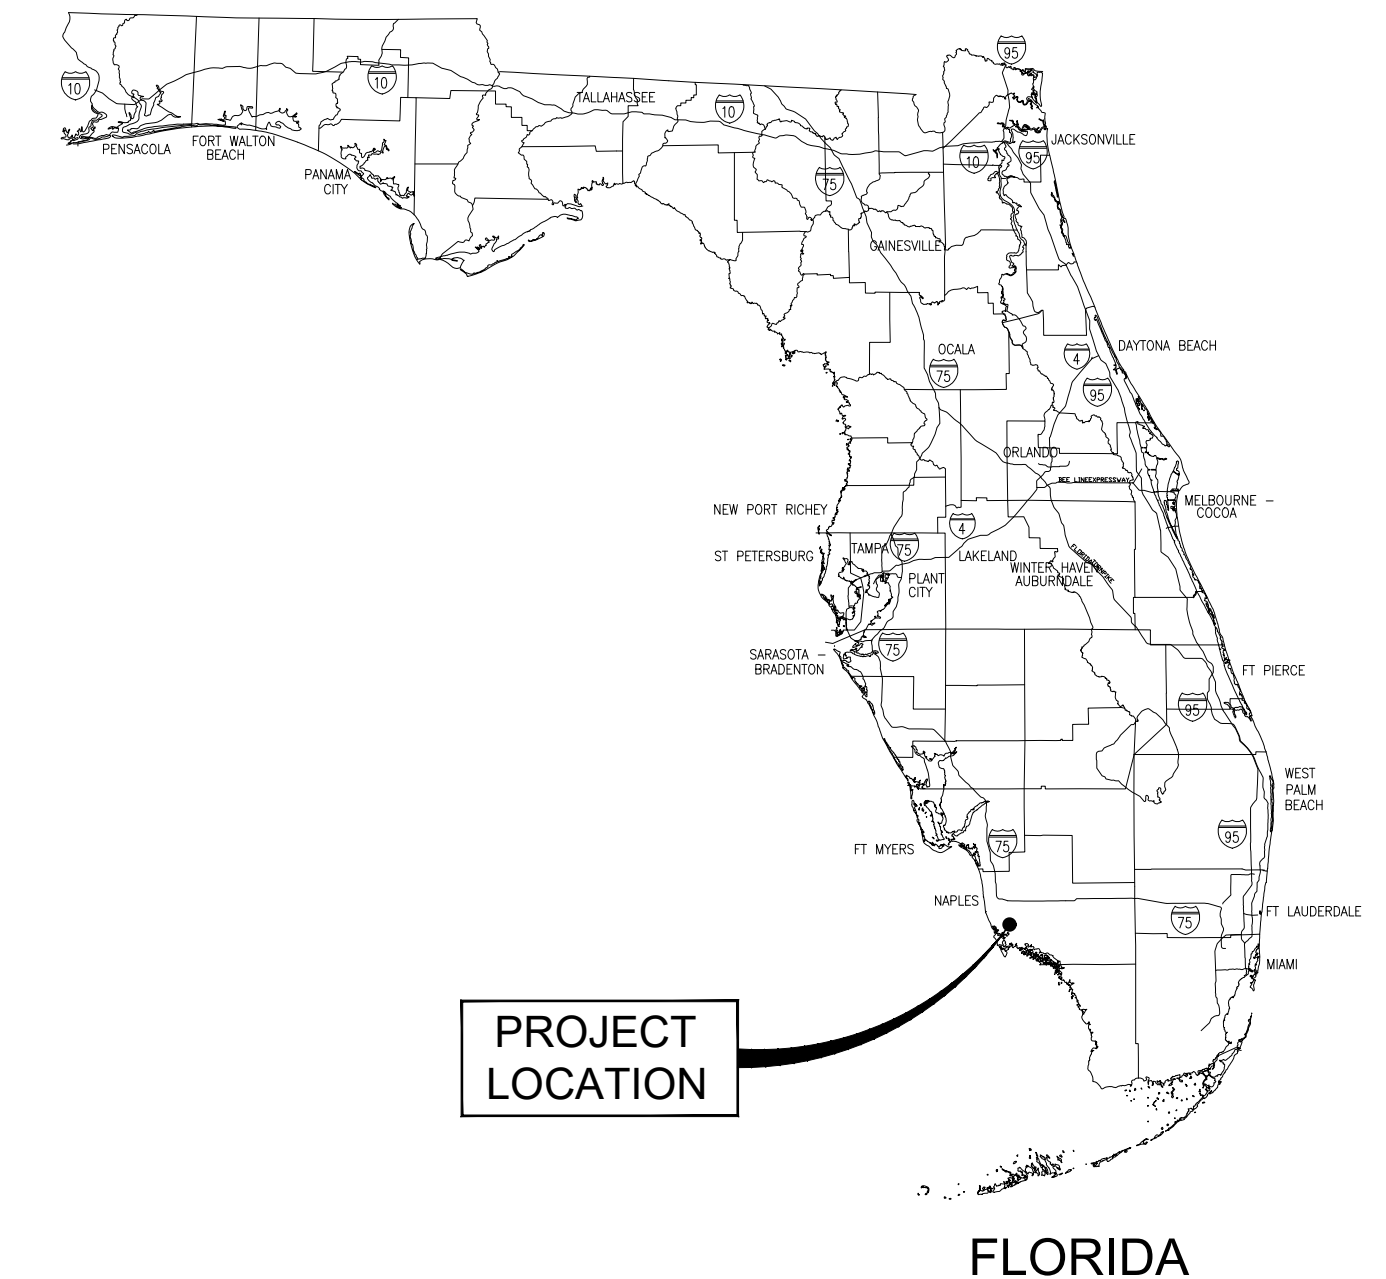 95
10
10
TALLAHASSEE
10
PENSACOLA
FORT WALTON
BEACH
JACKSONVILLE
10
95
PANAMA
CITY
75
GAINESVILLE
OCALA
75
4
DAYTONA BEACH
95
ORLANDO
BEE LINEEXPRESSWAY
NEW PORT RICHEY
4
MELBOURNE –
COCOA
ST PETERSBURG
TAMPA
75
LAKELAND
PLANT
CITY
WINTER HAVEN
AUBURNDALE
SARASOTA –
BRADENTON
75
FT PIERCE
95
WEST
PALM
BEACH
FT MYERS
75
95
NAPLES
75
FT LAUDERDALE
MIAMI
PROJECT
LOCATION
FLORIDA